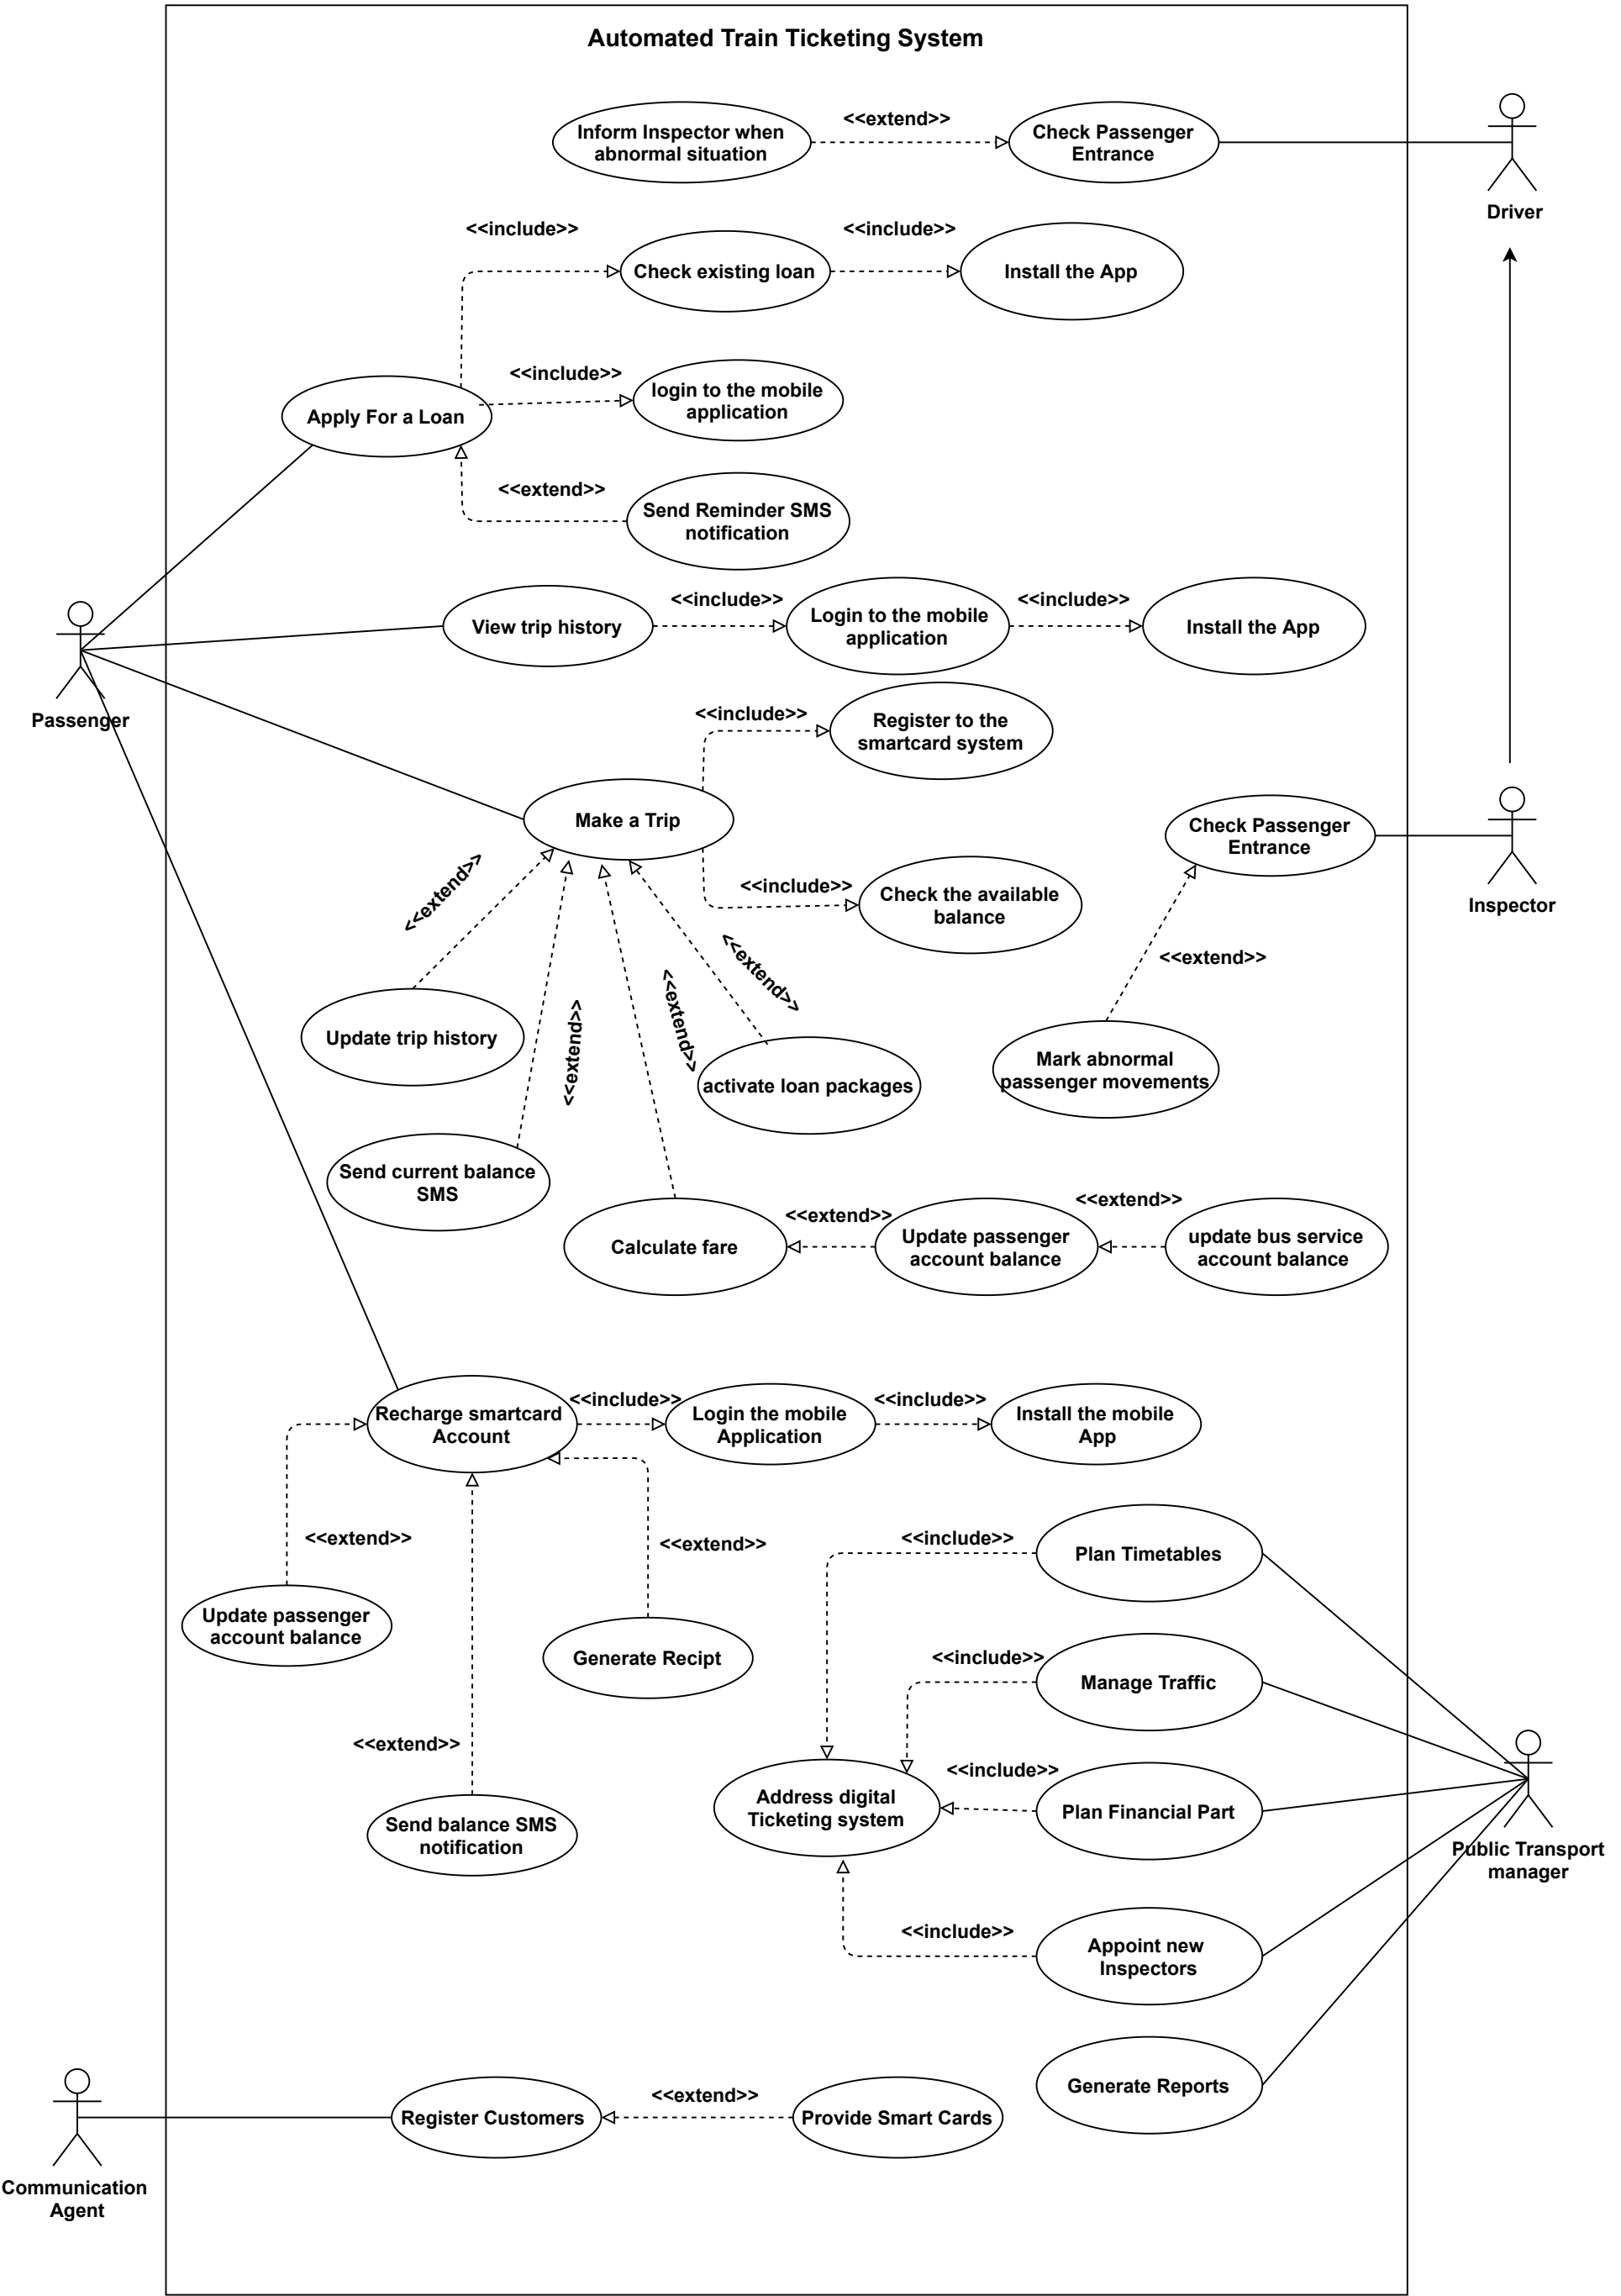 Automated Train Ticketing System
Inform Inspector when
abnormal situation
<<extend>>
Check Passenger
Entrance
Driver
<<include>>
Check existing loan
<<include>>
Install the App
Apply For a Loan
<<include>>
login to the mobile
application
<<extend>>
Send Reminder SMS
notification
Passenger
View trip history
<<include>>
Login to the mobile
application
<<include>>
Install the App
<<include>>
Register to the
smartcard system
Make a Trip
Check Passenger
Entrance
Inspector
<<include>>
Check the available
balance
<<extend>>
<<extend>>
<<extend>>
<<extend>>
<<extend>>
Update trip history
activate loan packages
Mark abnormal
passenger movements
Send current balance
SMS
Calculate fare
<<extend>>
Update passenger
account balance
<<extend>>
update bus service
account balance
Recharge smartcard
Account
<<include>>
Login the mobile
Application
<<include>>
Install the mobile
App
<<extend>>
<<extend>>
<<include>>
Plan Timetables
Update passenger
account balance
Generate Recipt
<<include>>
Manage Traffic
<<extend>>
Send balance SMS
notification
Address digital
Ticketing system
<<include>>
Plan Financial Part
Public Transport
manager
<<include>>
Appoint new
Inspectors
Generate Reports
Communication
Agent
Register Customers
<<extend>>
Provide Smart Cards